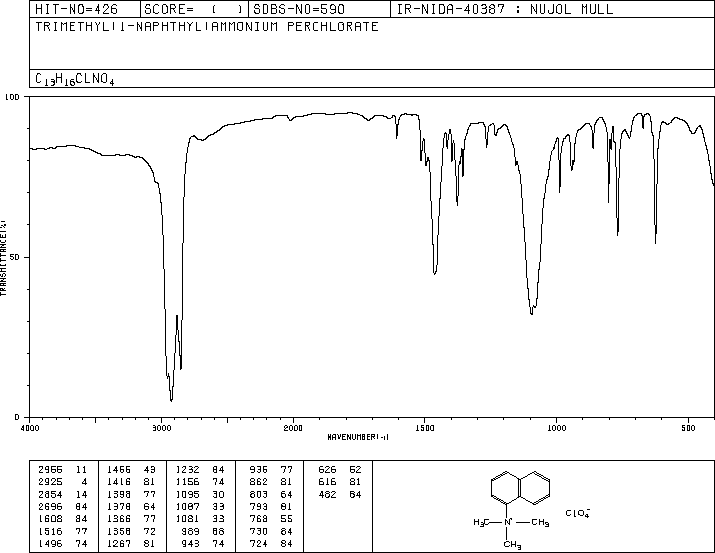 HIT-NO=426 SCORE= ( ) SDBS-NO=590 IR-NIDA-40387 : NUJOL MULL
TRIMETHYL(1-NAPHTHYL)AMMONIUM PERCHLORATE
C13H16CLNO4
100
50
0
TRANSMITTANCE(%)
4000 3000 2000 1500 1000 500
WAVENUMBER(-1)
2955 11 1466 43 1232 84 936 77 626 52
2925 4 1416 81 1156 74 862 81 616 81
2854 14 1398 77 1095 30 803 64 482 84
2696 84 1378 64 1087 33 793 81
1608 84 1366 77 1081 33 768 55
1516 77 1358 72 989 68 730 84
1496 74 1267 81 943 74 724 84
H3C N+ CH3 ClO4-
CH3